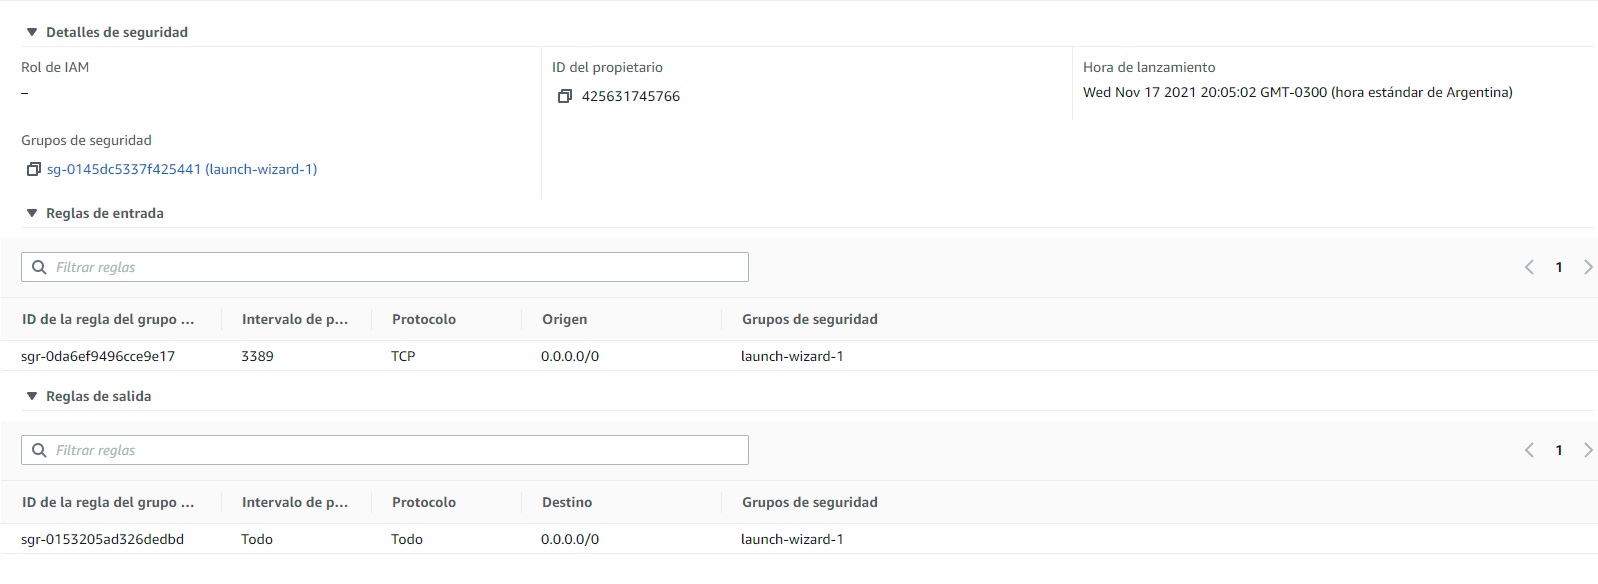 Detalles de seguridad
Rol de IAM
–
ID del propietario
425631745766
Hora de lanzamiento
Wed Nov 17 2021 20:05:02 GMT-0300 (hora estándar de Argentina)
Grupos de seguridad
sg-0145dc5337f425441 (launch-wizard-1)
Reglas de entrada
Filtrar reglas
1
ID de la regla del grupo ... Intervalo de p... Protocolo Origen Grupos de seguridad
sgr-0da6ef9496cce9e17 3389 TCP 0.0.0.0/0 launch-wizard-1
Reglas de salida
Filtrar reglas
1
ID de la regla del grupo ... Intervalo de p... Protocolo Destino Grupos de seguridad
sgr-0153205ad326dedbd Todo Todo 0.0.0.0/0 launch-wizard-1